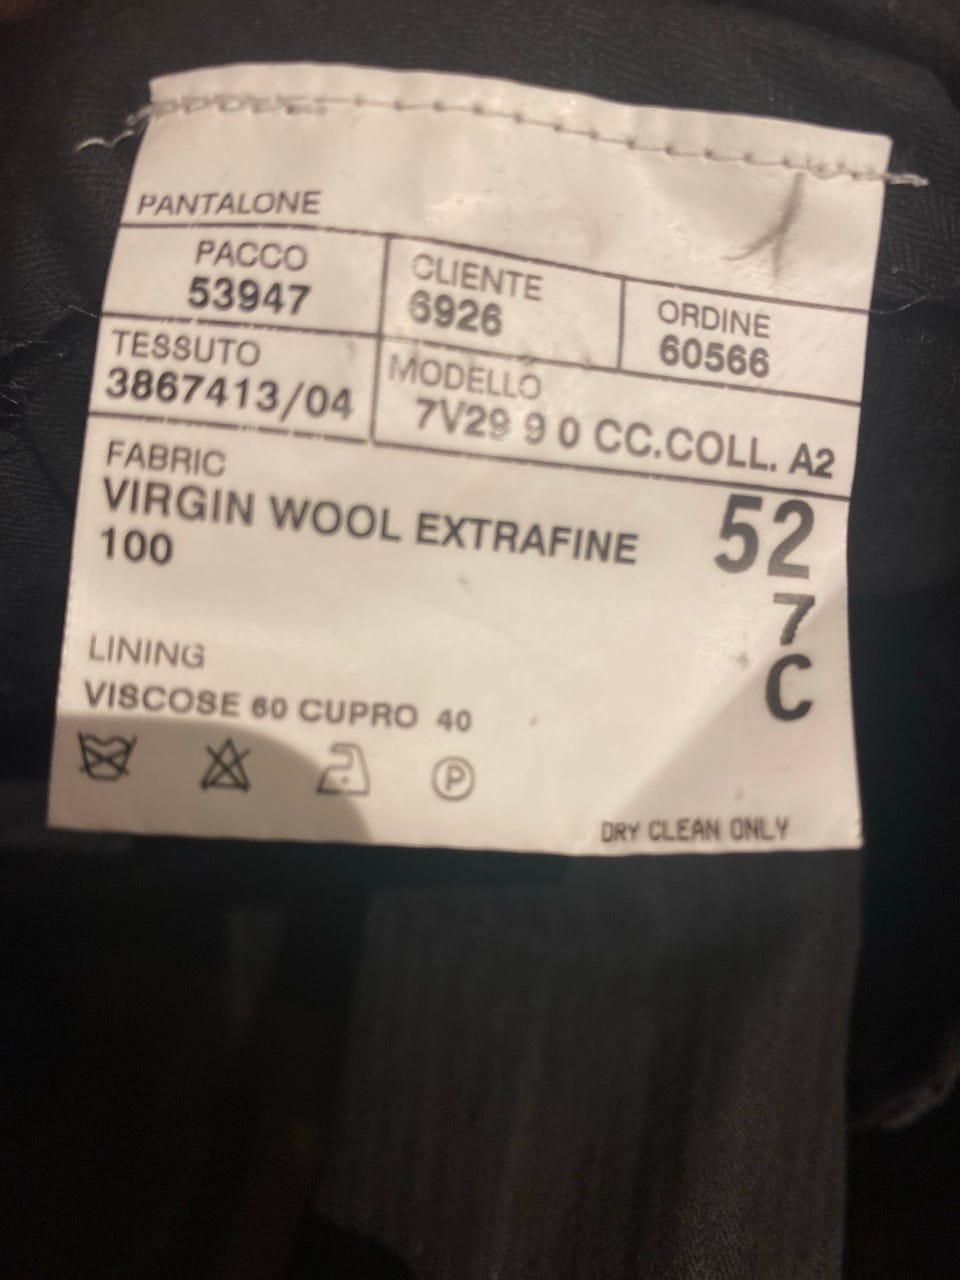 PANTALONE
PACCO
53947
CLIENTE
6926
ORDINE
60566
TESSUTO
3867413/04
MODELLO
7V29 9 0 CC.COLL. A2
FABRIC
VIRGIN WOOL EXTRAFINE
100
52
7
C
LINING
VISCOSE 60 CUPRO 40
P
DRY CLEAN ONLY